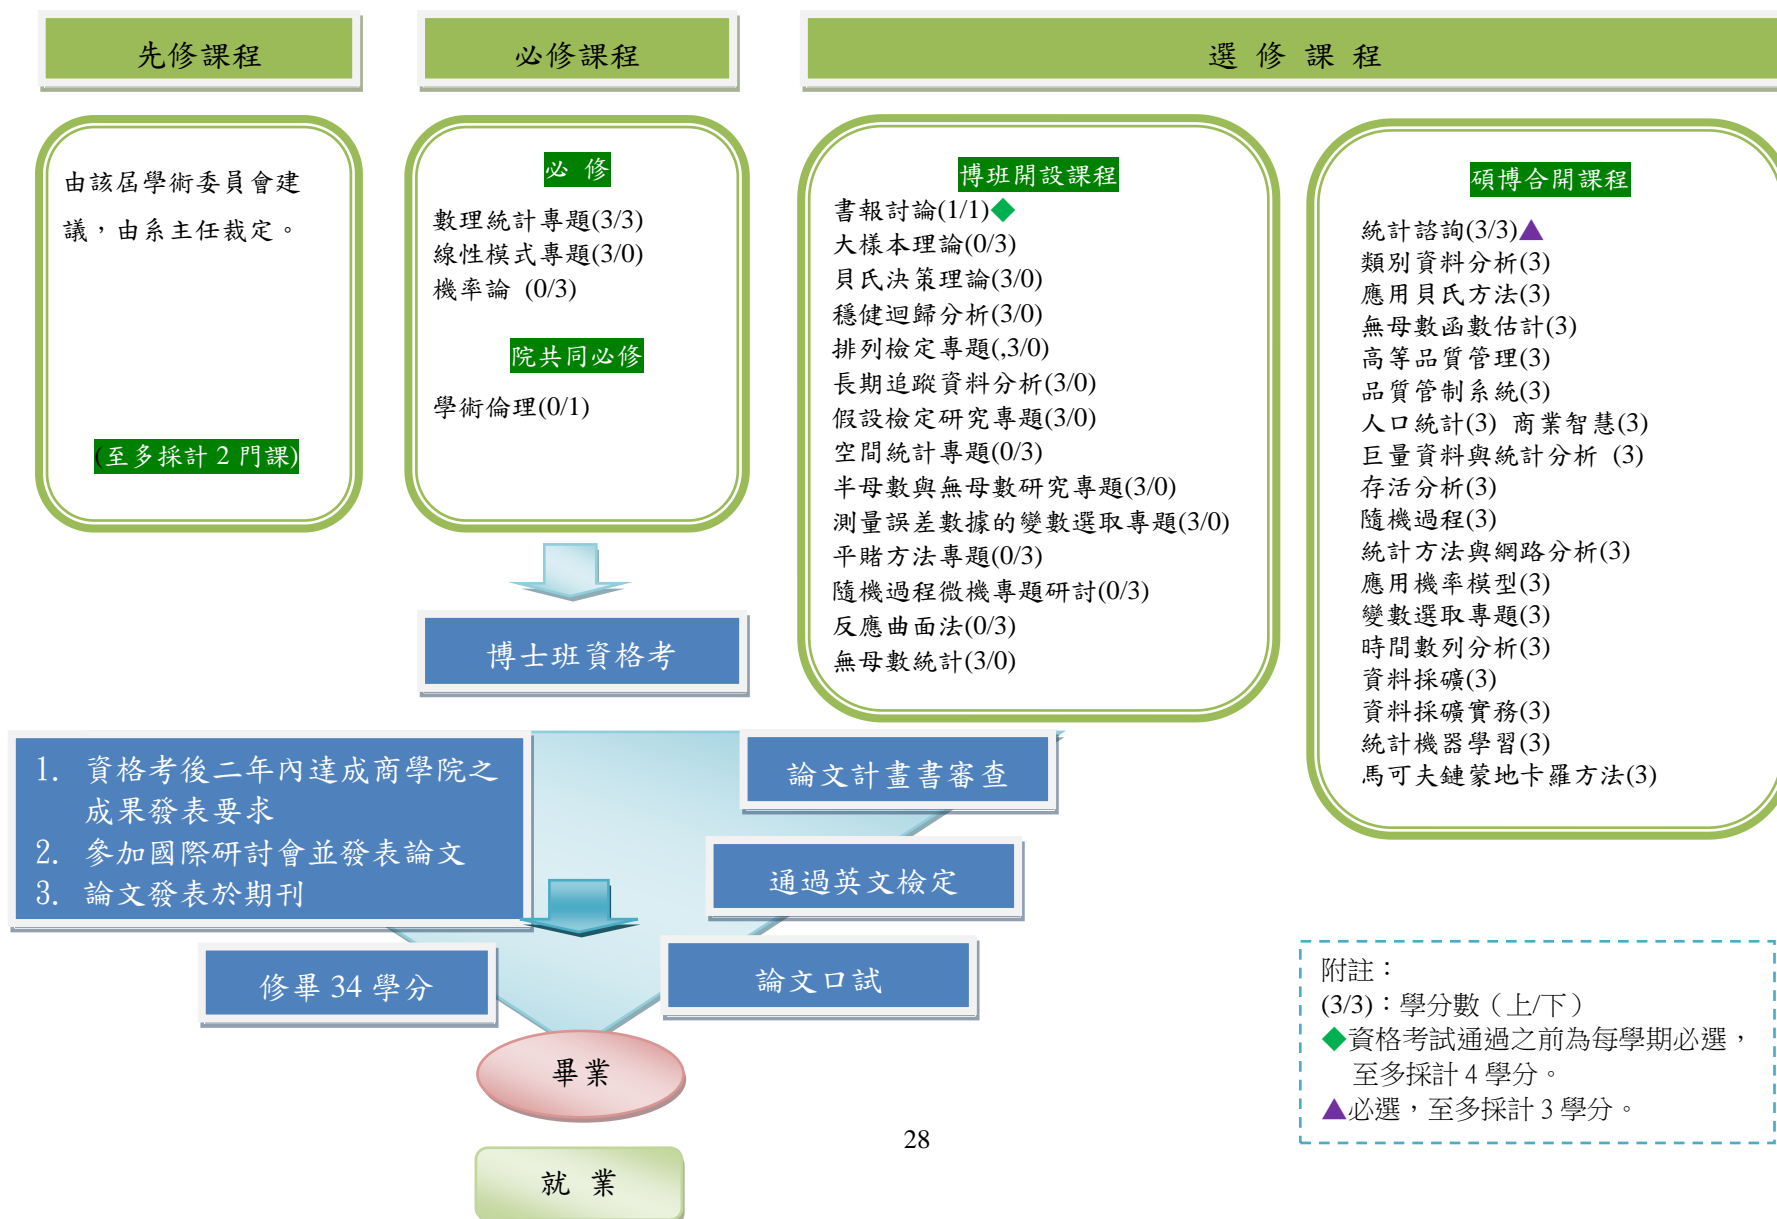 先修課程
必修課程
選 修 課 程
由該屆學術委員會建
議，由系主任裁定。
(至多採計 2 門課)
必 修
數理統計專題(3/3)
線性模式專題(3/0)
機率論 (0/3)
院共同必修
學術倫理(0/1)
博班開設課程
書報討論(1/1)◆
大樣本理論(0/3)
貝氏決策理論(3/0)
穩健迴歸分析(3/0)
排列檢定專題(,3/0)
長期追蹤資料分析(3/0)
假設檢定研究專題(3/0)
空間統計專題(0/3)
半母數與無母數研究專題(3/0)
測量誤差數據的變數選取專題(3/0)
平賭方法專題(0/3)
隨機過程微機專題研討(0/3)
反應曲面法(0/3)
無母數統計(3/0)
碩博合開課程
統計諮詢(3/3)▲
類別資料分析(3)
應用貝氏方法(3)
無母數函數估計(3)
高等品質管理(3)
品質管制系統(3)
人口統計(3) 商業智慧(3)
巨量資料與統計分析 (3)
存活分析(3)
隨機過程(3)
統計方法與網路分析(3)
應用機率模型(3)
變數選取專題(3)
時間數列分析(3)
資料採礦(3)
資料採礦實務(3)
統計機器學習(3)
馬可夫鏈蒙地卡羅方法(3)
博士班資格考
1. 資格考後二年內達成商學院之
成果發表要求
2. 參加國際研討會並發表論文
3. 論文發表於期刊
論文計畫書審查
通過英文檢定
修畢 34 學分
論文口試
畢業
就 業
附註：
(3/3)：學分數（上/下）
◆資格考試通過之前為每學期必選，
至多採計 4 學分。
▲必選，至多採計 3 學分。
28